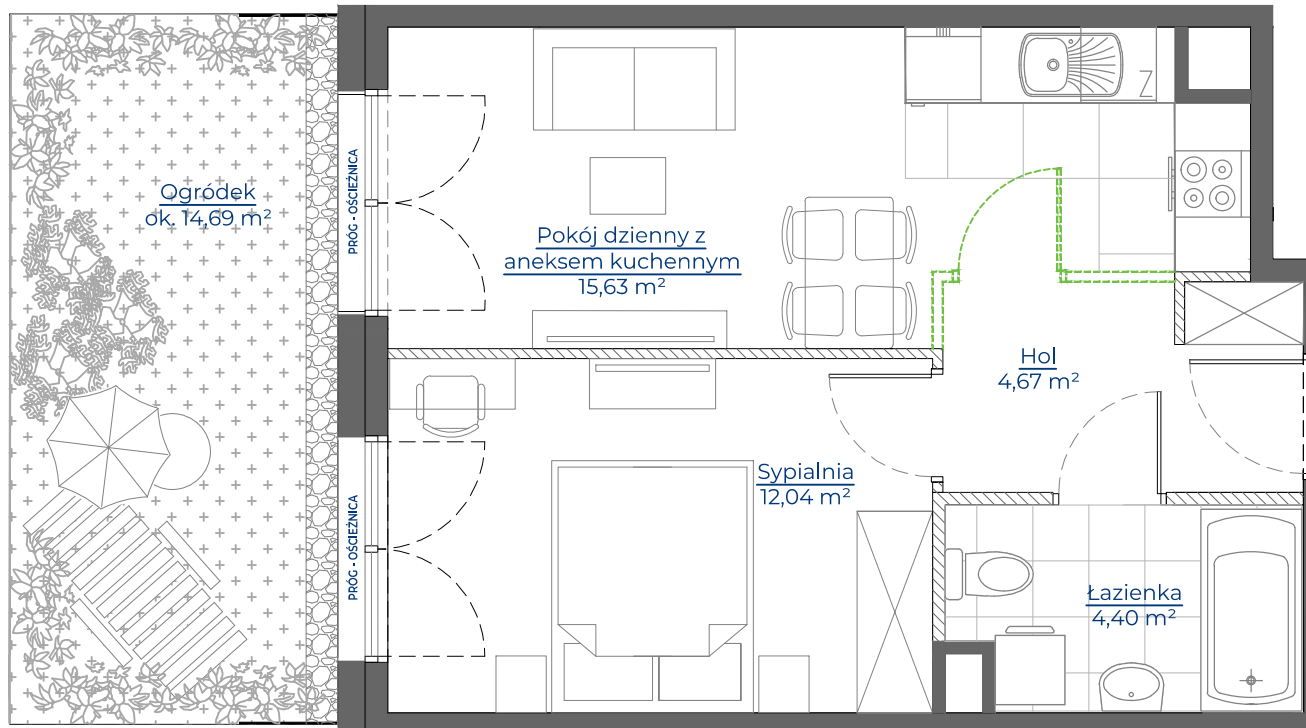 Ogródek
ok. 14,69 m²
PRÓG - OŚCIEŻNICA
Pokój dzienny z
aneksem kuchennym
15,63 m²
Z
Hol
4,67 m²
PRÓG - OŚCIEŻNICA
Sypialnia
12,04 m²
Łazienka
4,40 m²